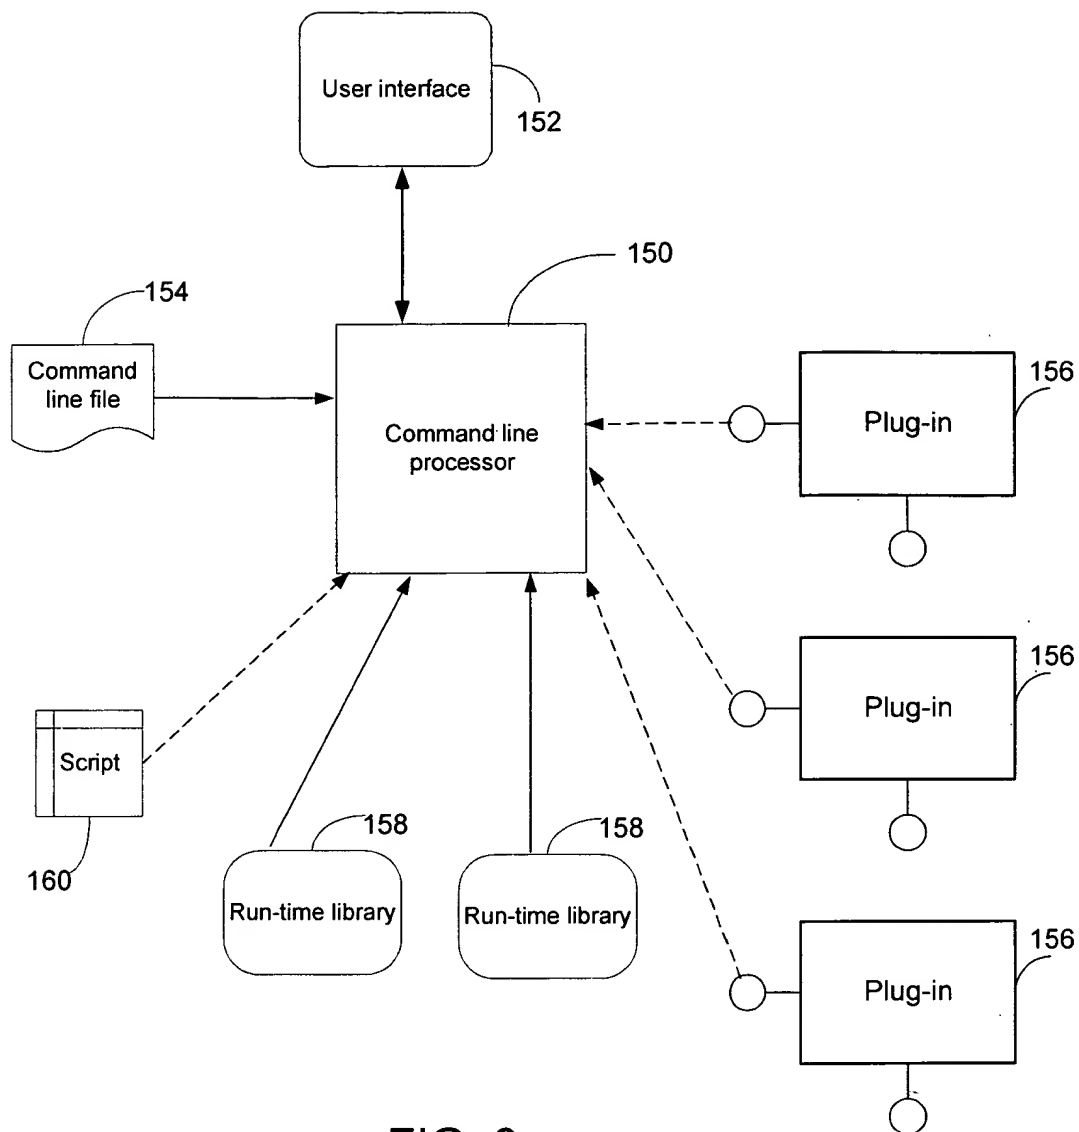 User interface
152
150
154
Command
line file
Command line
processor
156
Plug-in
156
Plug-in
Script
160
158
Run-time library
158
Run-time library
156
Plug-in